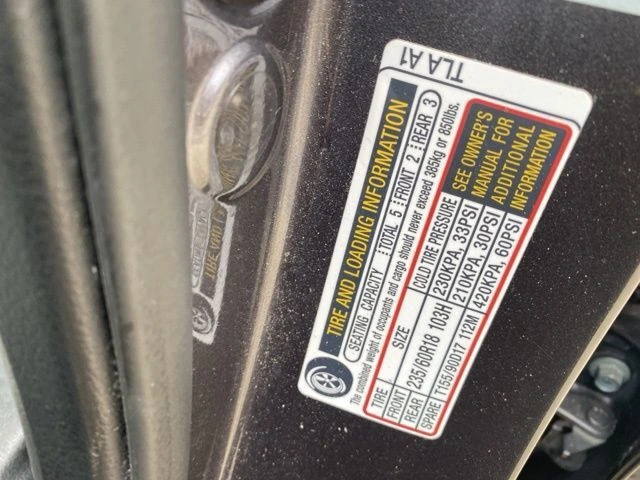 TIRE AND LOADING INFORMATION
SEATING CAPACITY TOTAL 5 FRONT 2 REAR 3
The combined weight of occupants and cargo should never exceed 385kg or 850lbs.
TIRE SIZE COLD TIRE PRESSURE
FRONT 235/60R18 103H 230KPA, 33PSI
REAR 210KPA, 30PSI
SPARE T155/90D17 112M 420KPA, 60PSI
SEE OWNER'S
MANUAL FOR
ADDITIONAL
INFORMATION
TLA A1